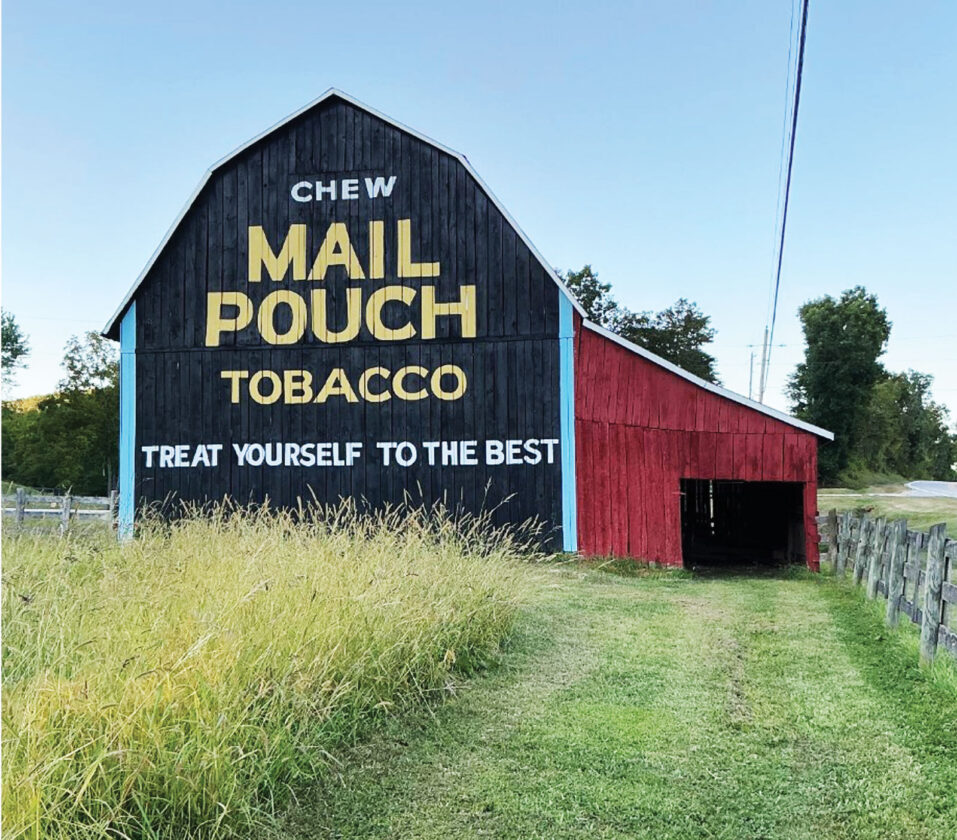 CHEW
MAIL
POUCH
TOBACCO
TREAT YOURSELF TO THE BEST